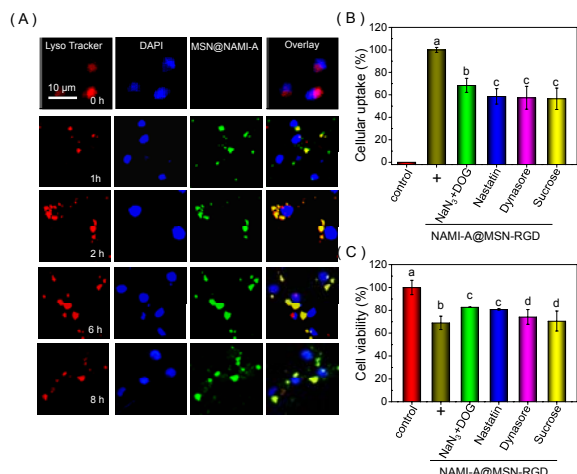 ( A )
Lyso Tracker DAPI MSN@NAMI-A Overlay
10 µm
0 h
1h
2 h
6 h
8 h
( B )
Cellular uptake (%)
120
100
80
60
40
20
0
a
b
c
c
c
control
+
NaN3+DOG
Nastatin
Dynasore
Sucrose
NAMI-A@MSN-RGD
( C )
Cell viability (%)
120
100
80
60
40
20
0
a
b
c
c
d
d
control
+
NaN3+DOG
Nastatin
Dynasore
Sucrose
NAMI-A@MSN-RGD